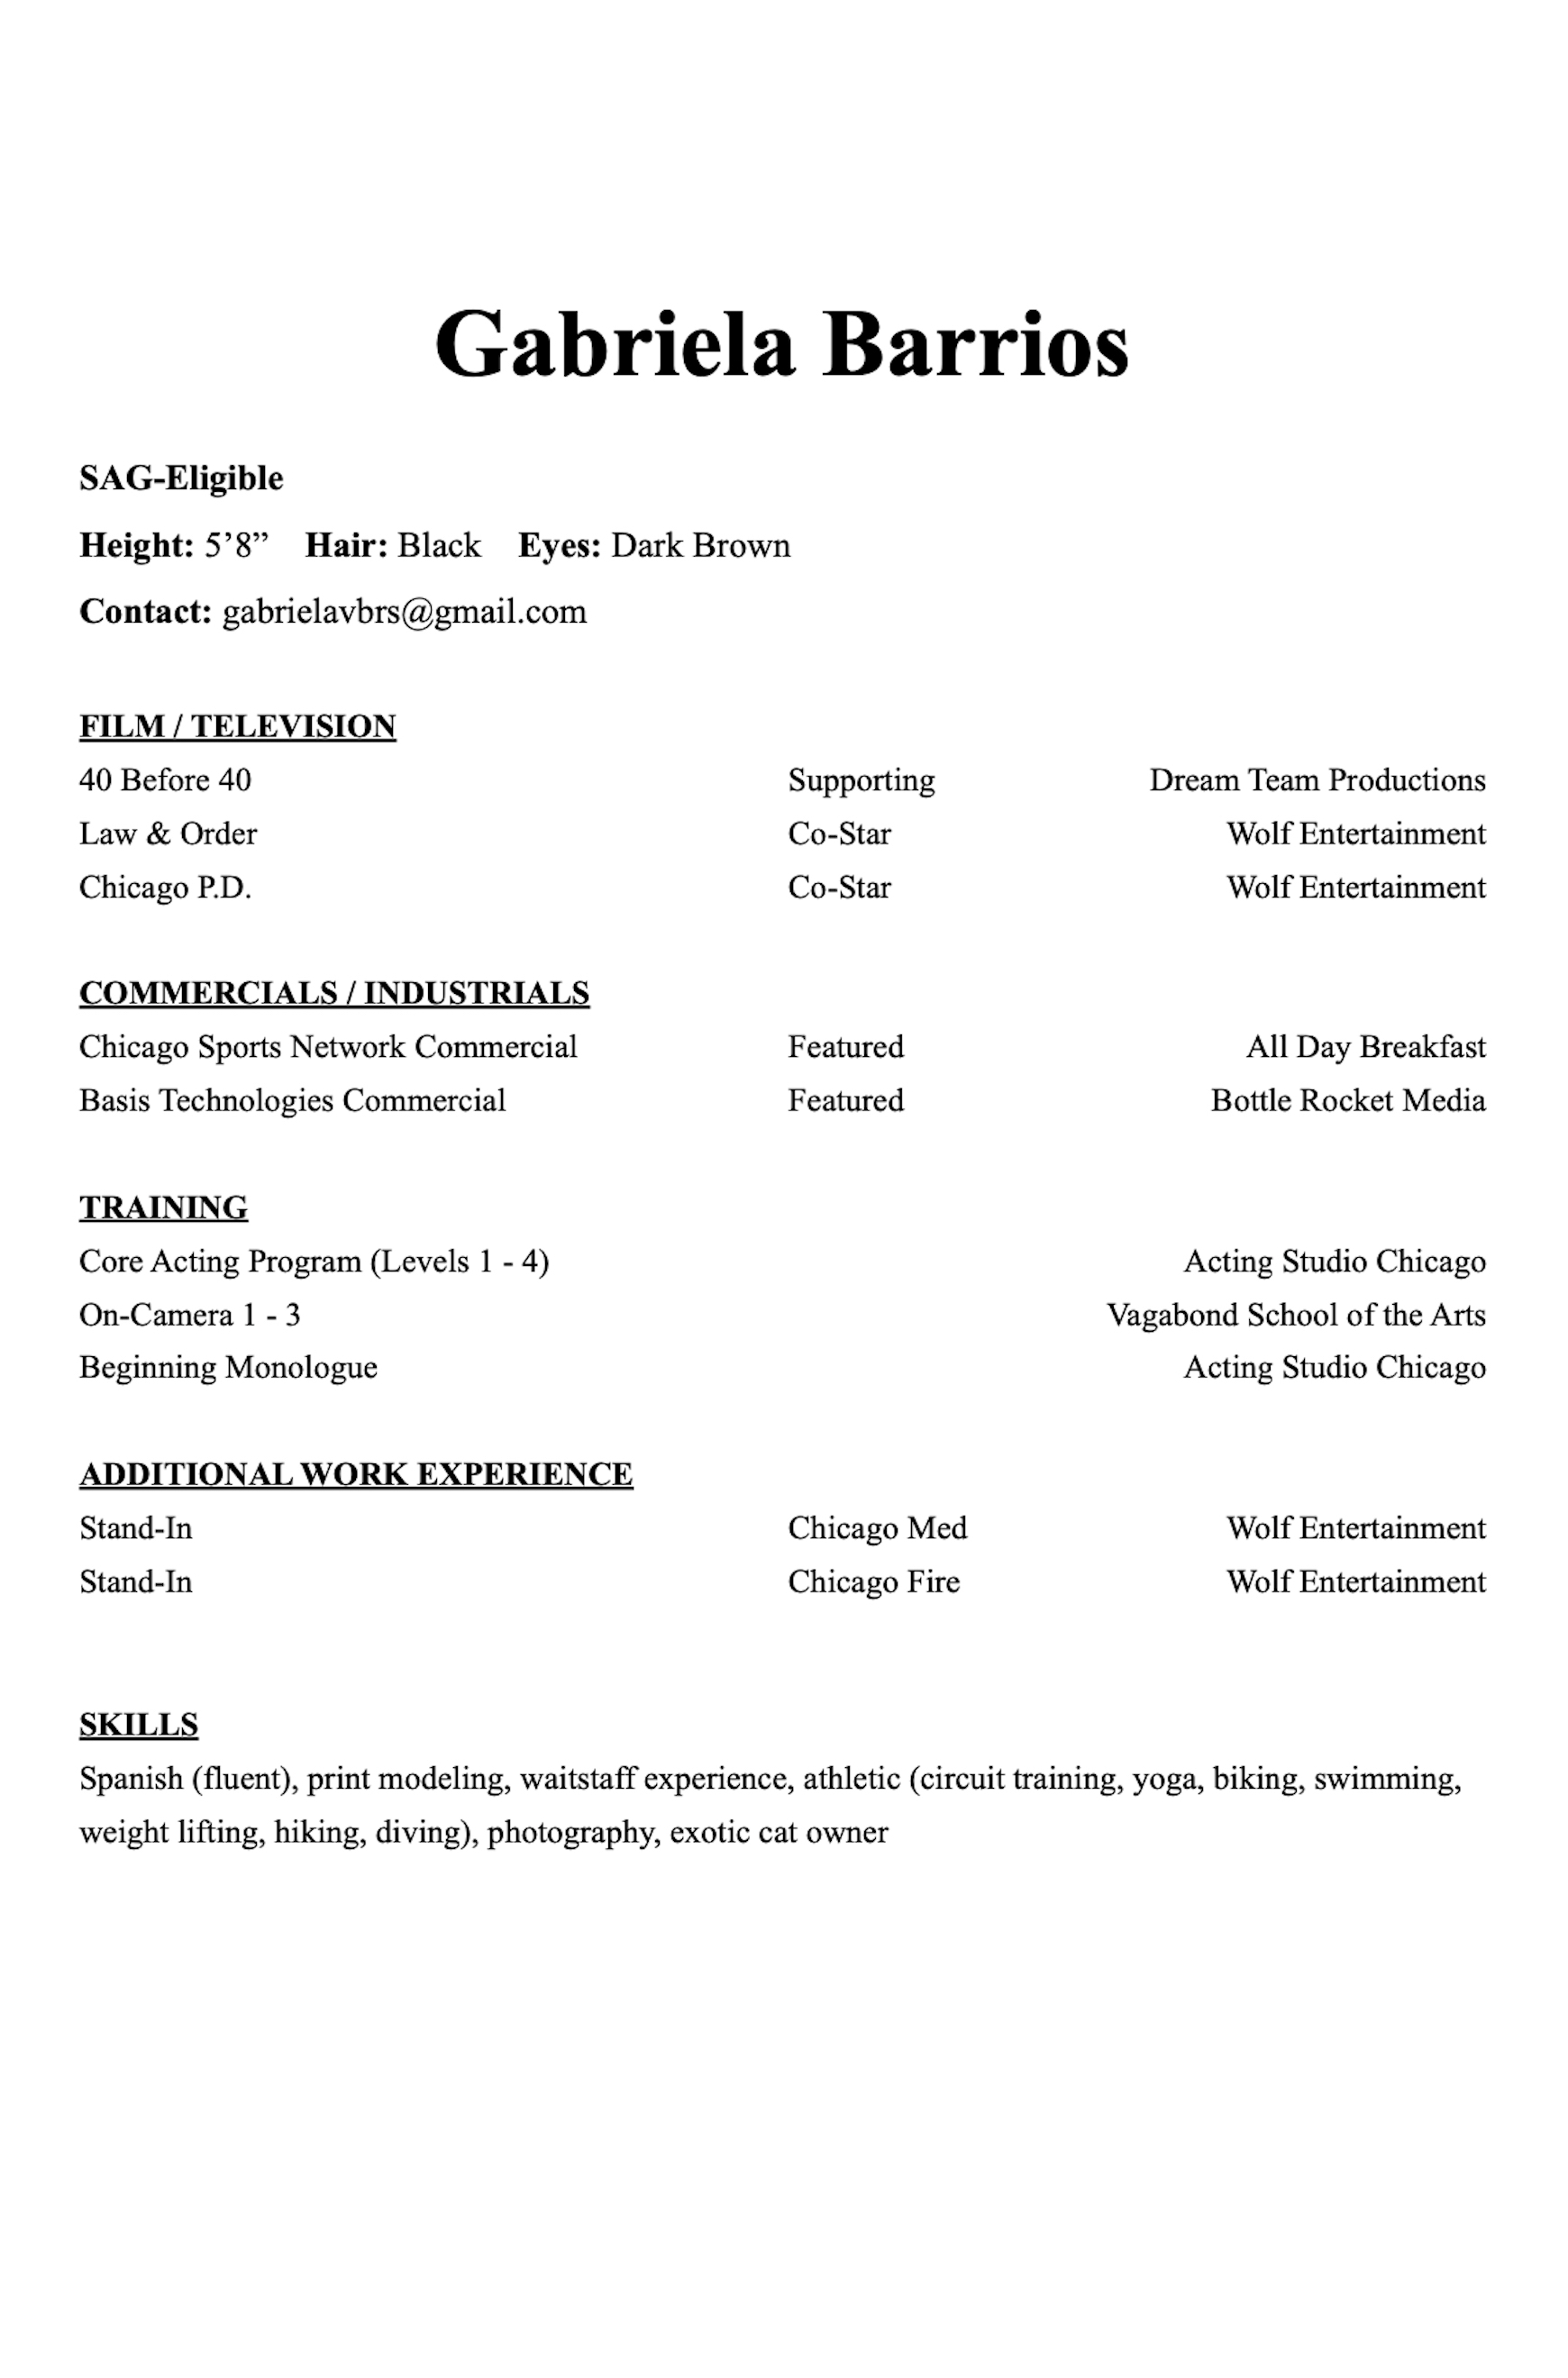 Gabriela Barrios
SAG-Eligible
Height: 5’8” Hair: Black Eyes: Dark Brown
Contact: gabrielavbrs@gmail.com
FILM / TELEVISION
40 Before 40 Supporting Dream Team Productions
Law & Order Co-Star Wolf Entertainment
Chicago P.D. Co-Star Wolf Entertainment
COMMERCIALS / INDUSTRIALS
Chicago Sports Network Commercial Featured All Day Breakfast
Basis Technologies Commercial Featured Bottle Rocket Media
TRAINING
Core Acting Program (Levels 1 - 4) Acting Studio Chicago
On-Camera 1 - 3 Vagabond School of the Arts
Beginning Monologue Acting Studio Chicago
ADDITIONAL WORK EXPERIENCE
Stand-In Chicago Med Wolf Entertainment
Stand-In Chicago Fire Wolf Entertainment
SKILLS
Spanish (fluent), print modeling, waitstaff experience, athletic (circuit training, yoga, biking, swimming,
weight lifting, hiking, diving), photography, exotic cat owner